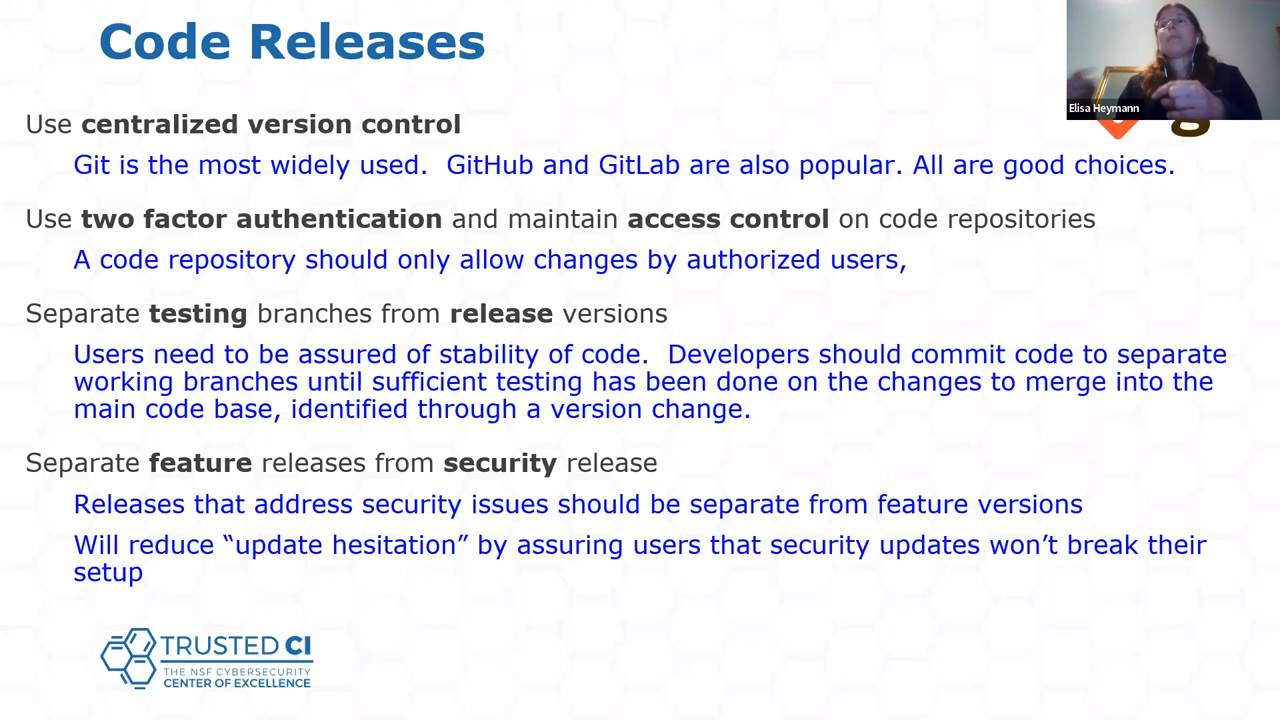 Code Releases
Elisa Heymann
Use centralized version control
Git is the most widely used.  GitHub and GitLab are also popular. All are good choices.
Use two factor authentication and maintain access control on code repositories
A code repository should only allow changes by authorized users,
Separate testing branches from release versions
Users need to be assured of stability of code.  Developers should commit code to separate
working branches until sufficient testing has been done on the changes to merge into the
main code base, identified through a version change.
Separate feature releases from security release
Releases that address security issues should be separate from feature versions
Will reduce “update hesitation” by assuring users that security updates won’t break their
setup
TRUSTED CI
THE NSF CYBERSECURITY
CENTER OF EXCELLENCE